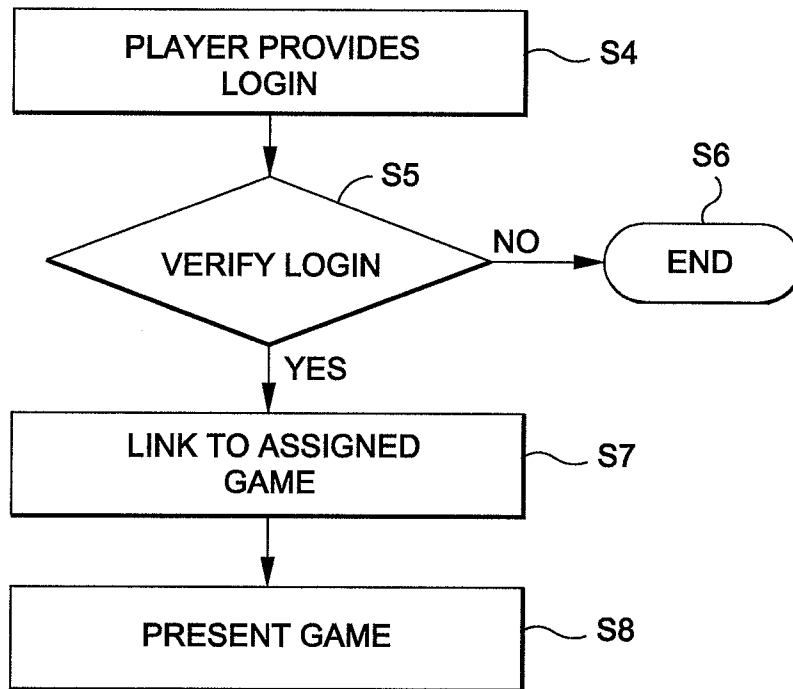 PLAYER PROVIDES
LOGIN
S4
S5
S6
VERIFY LOGIN
NO
END
YES
LINK TO ASSIGNED
GAME
S7
PRESENT GAME
S8